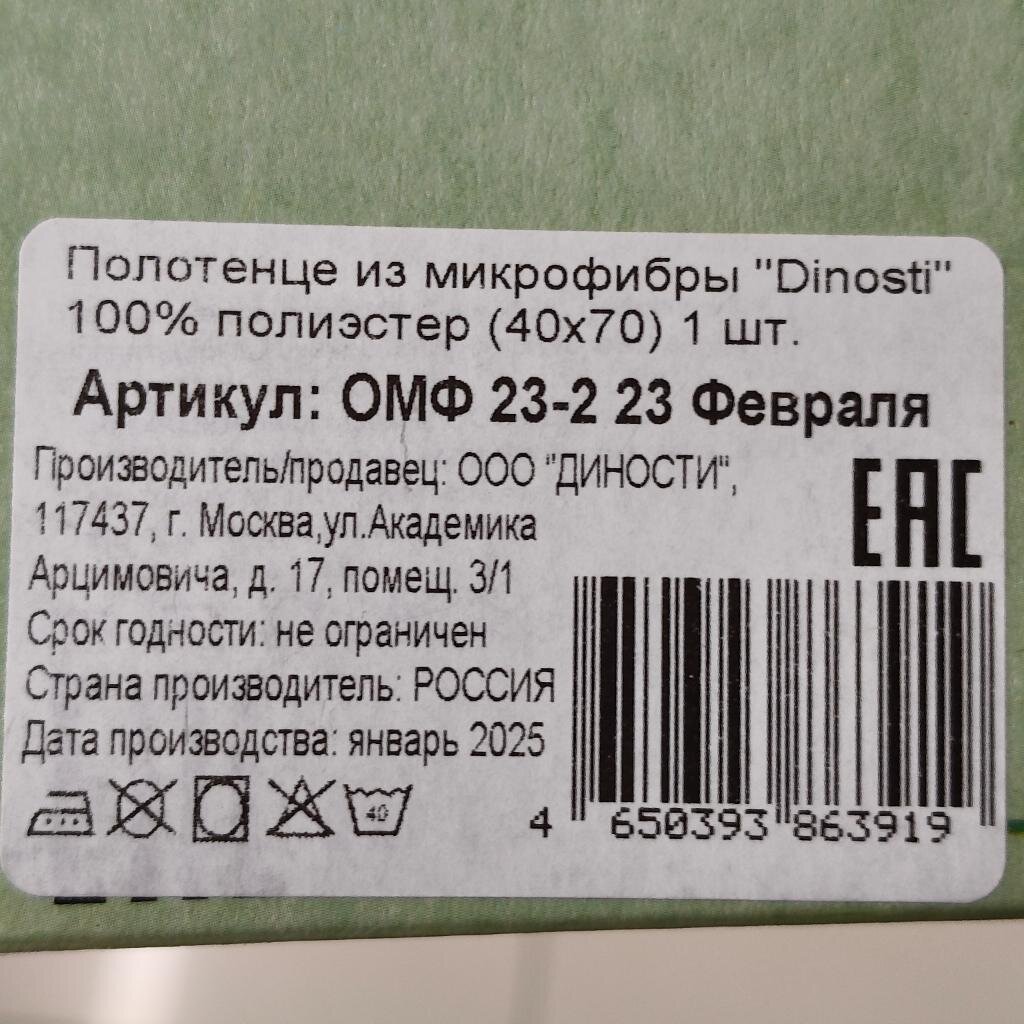 Полотенце из микрофибры "Dinosti"
100% полиэстер (40x70) 1 шт.
Артикул: ОМФ 23-2 23 Февраля
Производитель/продавец: ООО "ДИНОСТИ",
117437, г. Москва,ул.Академика
Арцимовича, д. 17, помещ. 3/1
Срок годности: не ограничен
Страна производитель: РОССИЯ
Дата производства: январь 2025
EAC
40
4 650393 863919